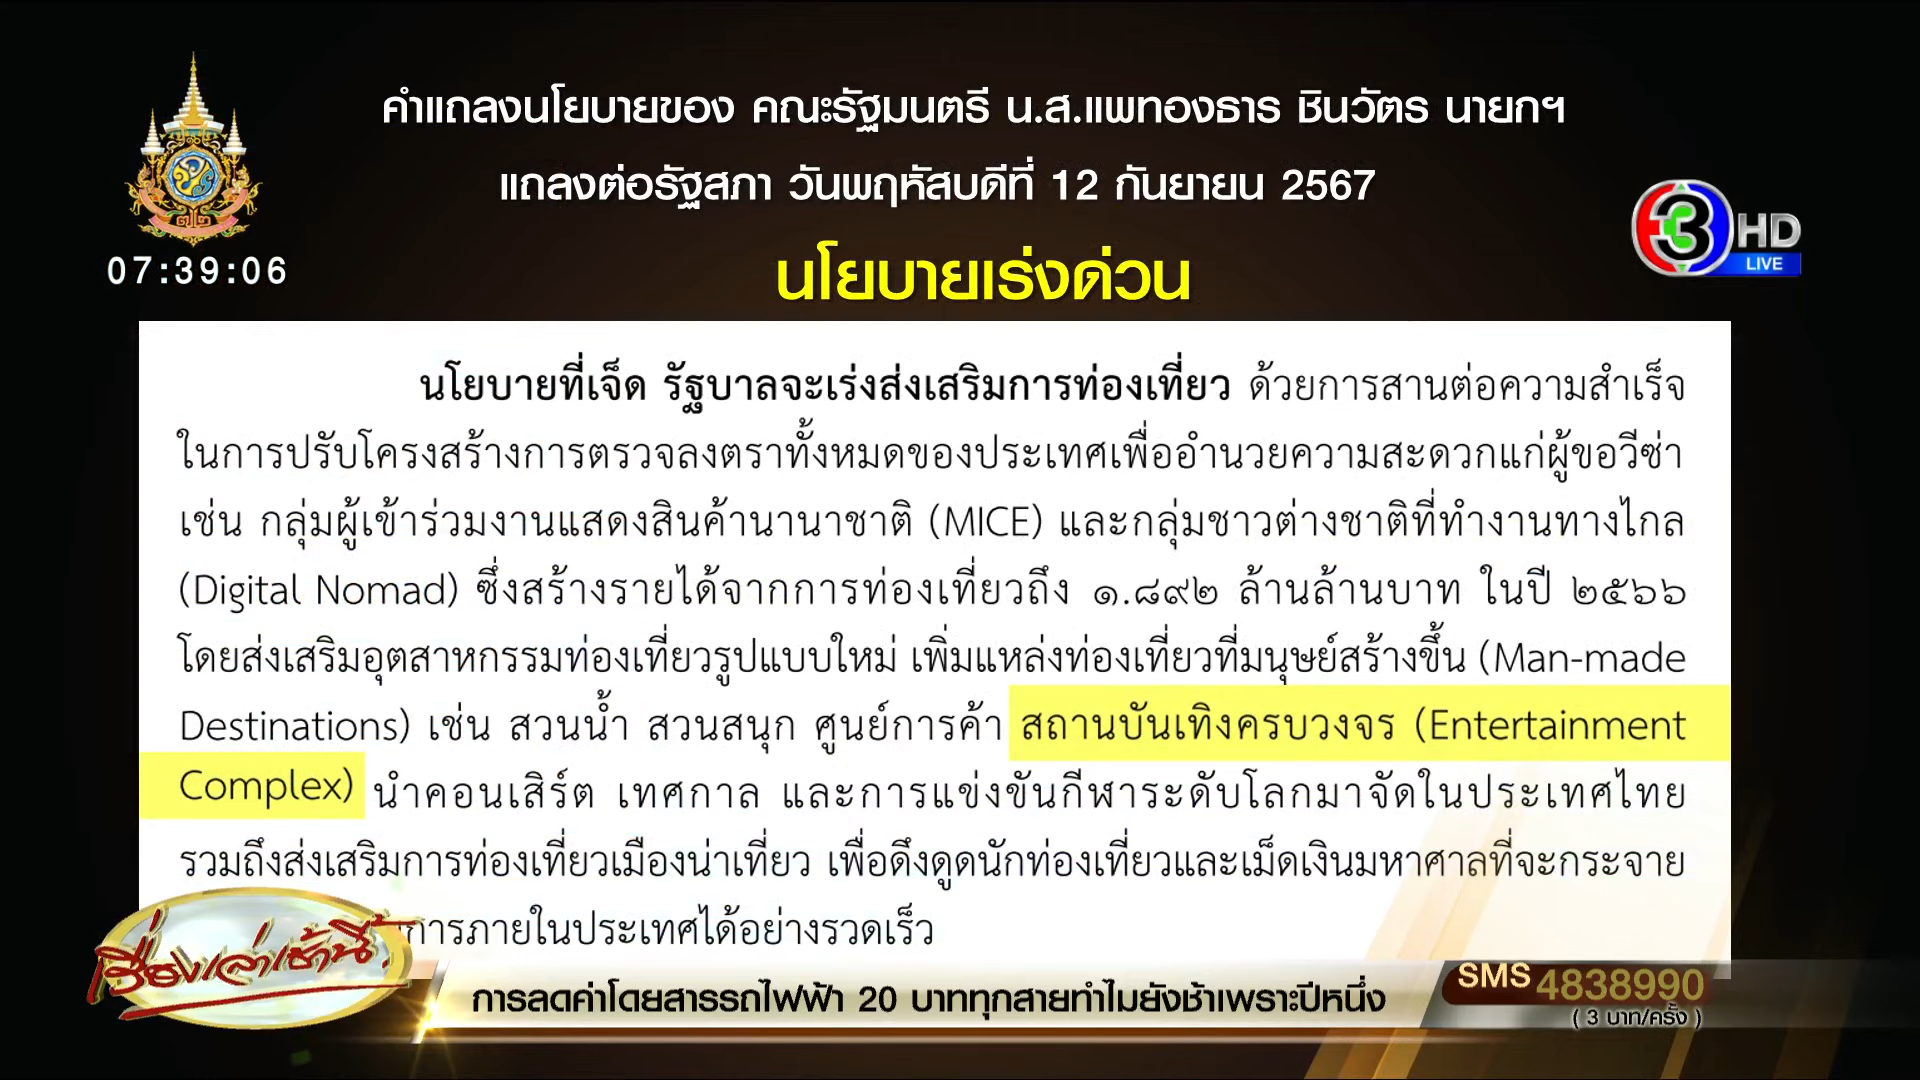 คำแถลงนโยบายของ คณะรัฐมนตรี น.ส.แพทองธาร ชินวัตร นายกฯ
แถลงต่อรัฐสภา วันพฤหัสบดีที่ 12 กันยายน 2567
3 HD
LIVE
07:39:06
นโยบายเร่งด่วน
นโยบายที่เจ็ด รัฐบาลจะเร่งส่งเสริมการท่องเที่ยว ด้วยการสานต่อความสำเร็จ
ในการปรับโครงสร้างการตรวจลงตราทั้งหมดของประเทศเพื่ออำนวยความสะดวกแก่ผู้ขอวีซ่า
เช่น กลุ่มผู้เข้าร่วมงานแสดงสินค้านานาชาติ (MICE) และกลุ่มชาวต่างชาติที่ทำงานทางไกล
(Digital Nomad) ซึ่งสร้างรายได้จากการท่องเที่ยวถึง ๑.๘๙๒ ล้านล้านบาท ในปี ๒๕๖๖
โดยส่งเสริมอุตสาหกรรมท่องเที่ยวรูปแบบใหม่ เพิ่มแหล่งท่องเที่ยวที่มนุษย์สร้างขึ้น (Man-made
Destinations) เช่น สวนน้ำ สวนสนุก ศูนย์การค้า สถานบันเทิงครบวงจร (Entertainment
Complex) นำคอนเสิร์ต เทศกาล และการแข่งขันกีฬาระดับโลกมาจัดในประเทศไทย
รวมถึงส่งเสริมการท่องเที่ยวเมืองน่าเที่ยว เพื่อดึงดูดนักท่องเที่ยวและเม็ดเงินมหาศาลที่จะกระจาย
การภายในประเทศได้อย่างรวดเร็ว
เรื่องเล่าเช้านี้
การลดค่าโดยสารรถไฟฟ้า 20 บาททุกสายทำไมยังช้าเพราะปีหนึ่ง
SMS 4838990
( 3 บาท/ครั้ง )